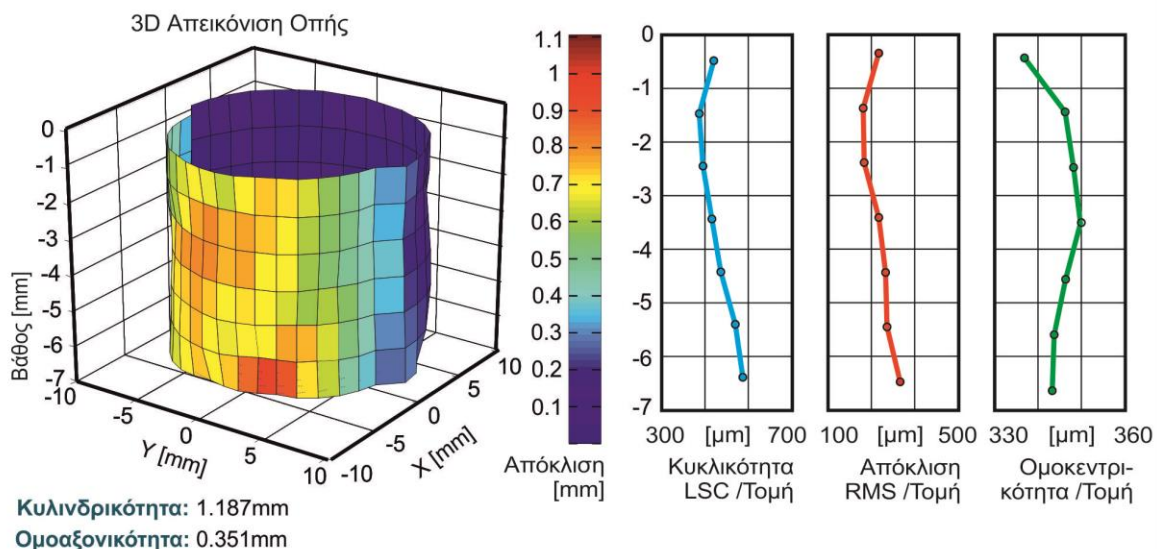 3D Απεικόνιση Οπής
0
-1
-2
-3
-4
-5
-6
-7
Βάθος [mm]
-10
-5
0
5
10
Y [mm]
-10
-5
0
5
10
X [mm]
1.1
1
0.9
0.8
0.7
0.6
0.5
0.4
0.3
0.2
0.1
Απόκλιση
[mm]
0
-1
-2
-3
-4
-5
-6
-7
300 [μm] 700
Κυκλικότητα
LSC /Τομή
100 [μm] 500
Απόκλιση
RMS /Τομή
330 [μm] 360
Ομοκεντρι-
κότητα /Τομή
Κυλινδρικότητα: 1.187mm
Ομοαξονικότητα: 0.351mm